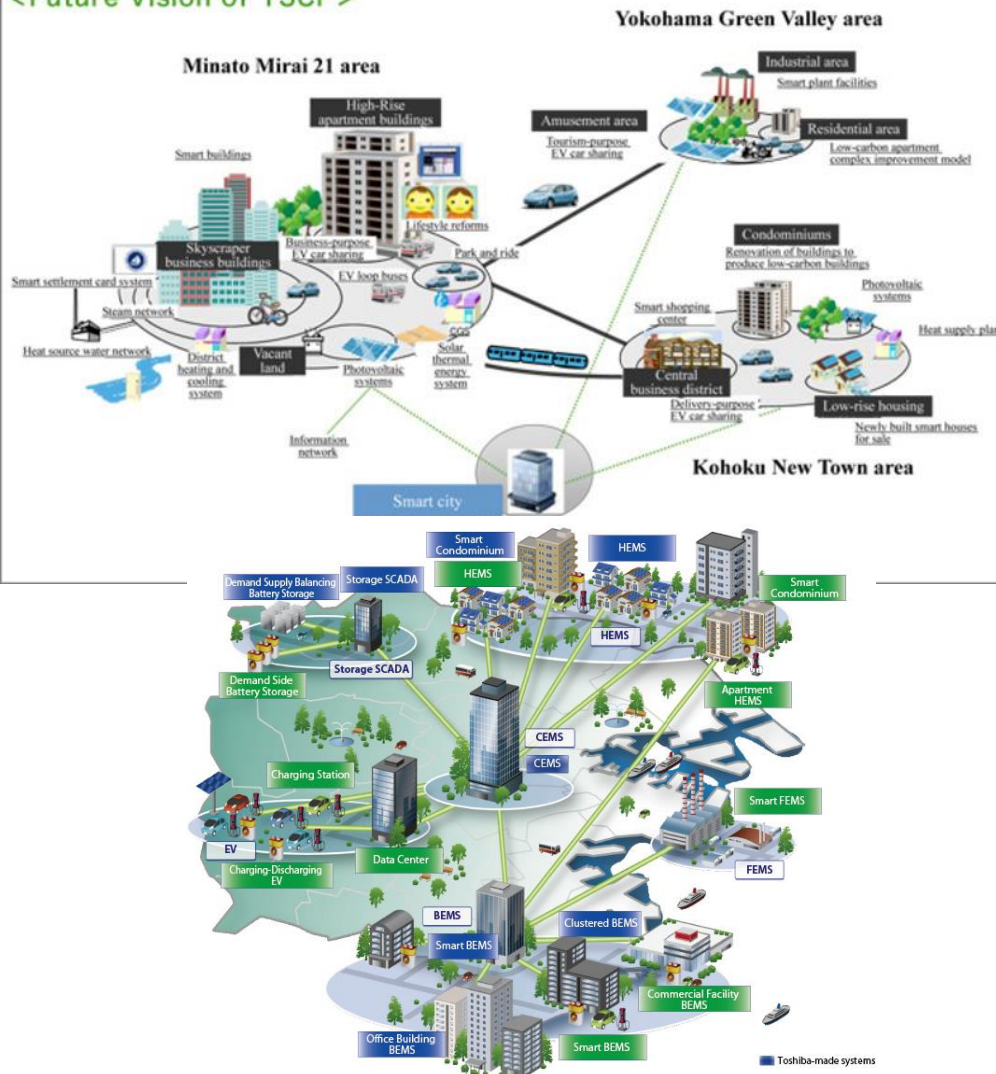 <Future Vision of YSCP>
Yokohama Green Valley area
Minato Mirai 21 area
Industrial area
Smart plant facilities
High-Rise
apartment buildings
Amusement area
Tourism-purpose
EV car sharing
Residential area
Low-carbon apartment
complex improvement model
Smart buildings
Lifestyle reforms
Skyscraper
business buildings
Business-purpose
EV car sharing
Park and ride
Condominiums
Renovation of buildings to
produce low-carbon buildings
Smart settlement card system
EV loop buses
Photovoltaic
systems
Steam network
Smart shopping
center
CGS
Heat supply plan
Heat source water network
District
heating and
cooling
system
Vacant
land
Photovoltaic
systems
Solar
thermal
energy
system
Central
business district
Delivery-purpose
EV car sharing
Low-rise housing
Newly built smart houses
for sale
Information
network
Kohoku New Town area
Smart city
Smart
Condominium
HEMS
HEMS
Demand Supply Balancing
Battery Storage
Storage SCADA
Smart
Condominium
HEMS
Storage SCADA
Demand Side
Battery Storage
Apartment
HEMS
CEMS
CEMS
Charging Station
Smart FEMS
EV
Data Center
Charging-Discharging
EV
FEMS
BEMS
Clustered BEMS
Smart BEMS
Commercial Facility
BEMS
Office Building
BEMS
Smart BEMS
Toshiba-made systems